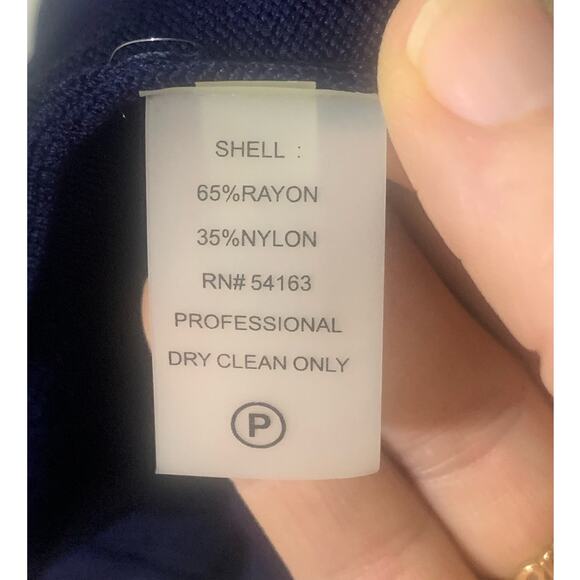 SHELL :
65%RAYON
35%NYLON
RN# 54163
PROFESSIONAL
DRY CLEAN ONLY
P